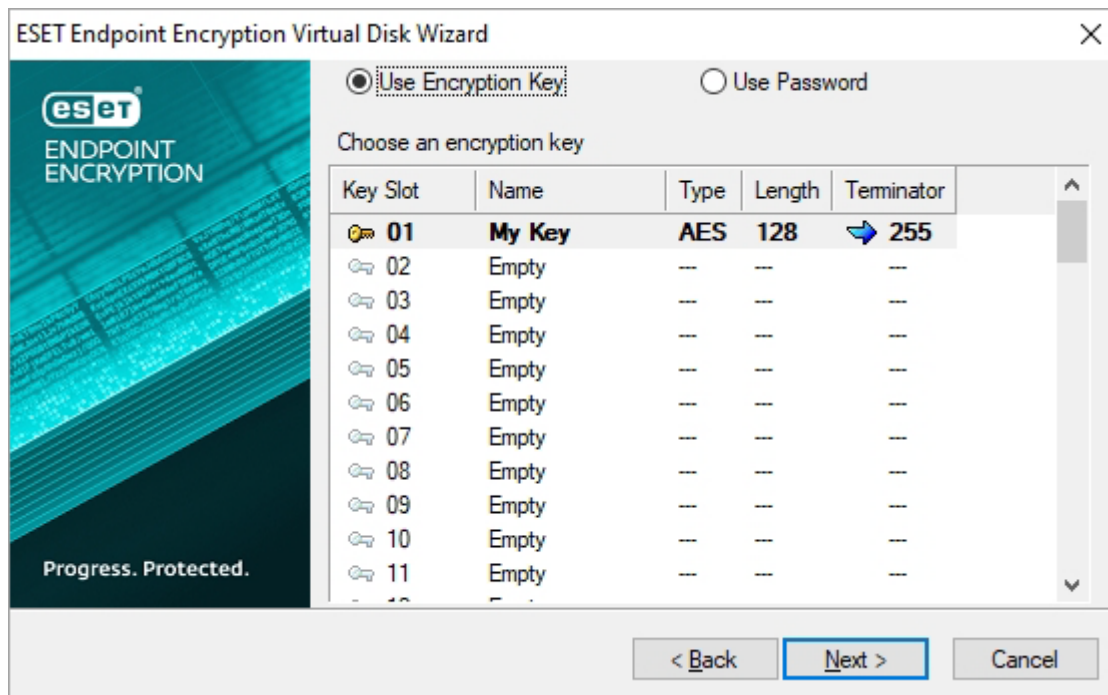 ESET Endpoint Encryption Virtual Disk Wizard
eset
ENDPOINT
ENCRYPTION
Progress. Protected.
Use Encryption Key Use Password
Choose an encryption key
Key Slot Name Type Length Terminator
01 My Key AES 128 255
02 Empty --- --- ---
03 Empty --- --- ---
04 Empty --- --- ---
05 Empty --- --- ---
06 Empty --- --- ---
07 Empty --- --- ---
08 Empty --- --- ---
09 Empty --- --- ---
10 Empty --- --- ---
11 Empty --- --- ---
< Back Next > Cancel